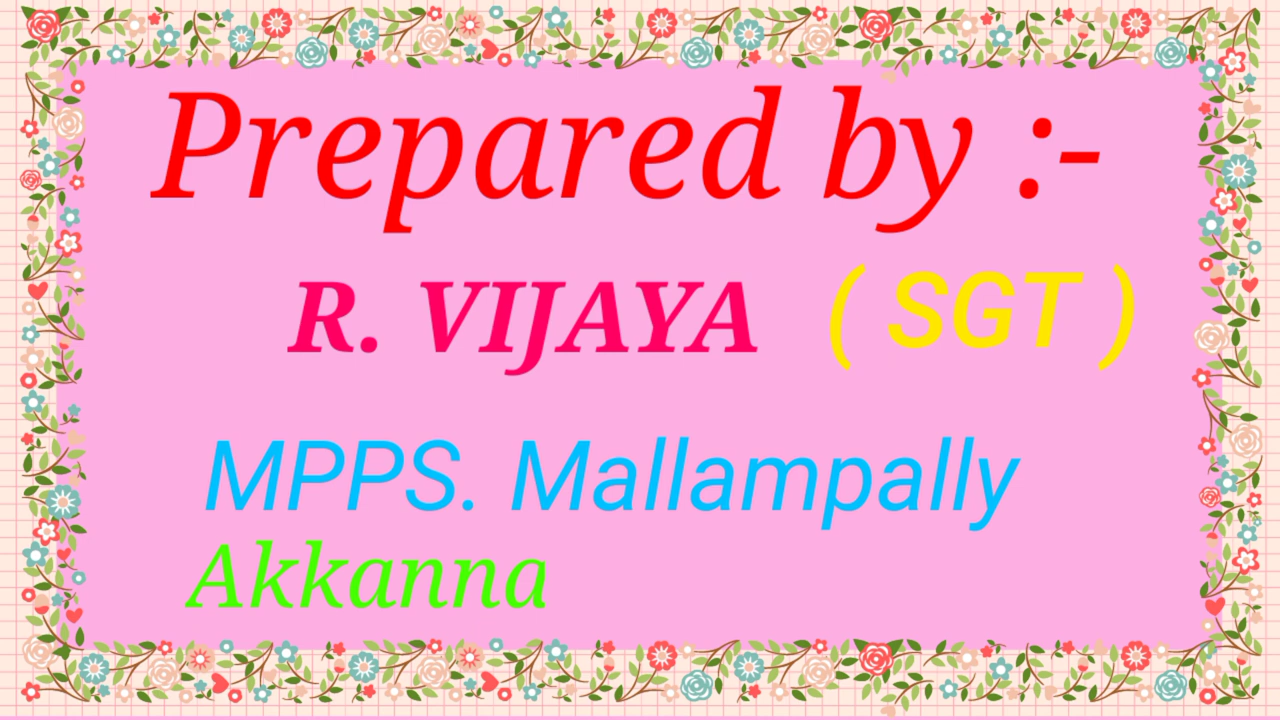 Prepared by :-
R. VIJAYA ( SGT )
MPPS. Mallampally
Akkanna